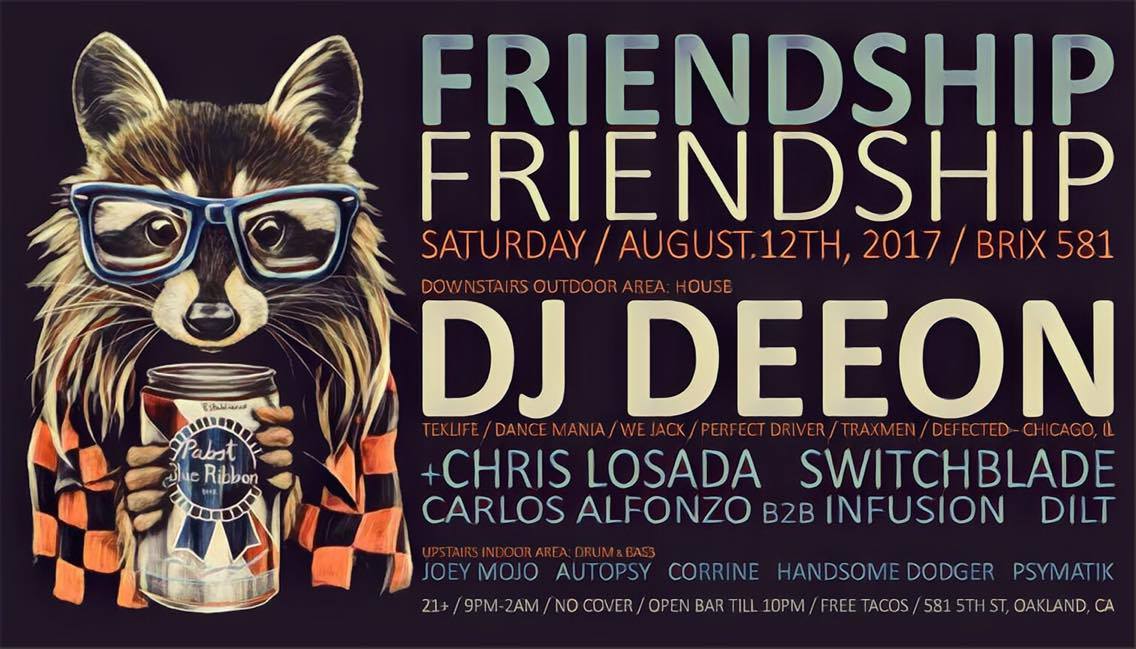 FRIENDSHIP
FRIENDSHIP
SATURDAY / AUGUST.12TH, 2017 / BRIX 581
DOWNSTAIRS OUTDOOR AREA: HOUSE
DJ DEEON
TEKLIFE / DANCE MANIA / WE JACK / PERFECT DRIVER / TRAXMEN / DEFECTED - CHICAGO, IL
+CHRIS LOSADA SWITCHBLADE
CARLOS ALFONZO B2B INFUSION DILT
UPSTAIRS INDOOR AREA: DRUM & BASS
JOEY MOJO AUTOPSY CORRINE HANDSOME DODGER PSYMATIK
21+ / 9PM-2AM / NO COVER / OPEN BAR TILL 10PM / FREE TACOS / 581 5TH ST, OAKLAND, CA
Pabst
Blue Ribbon